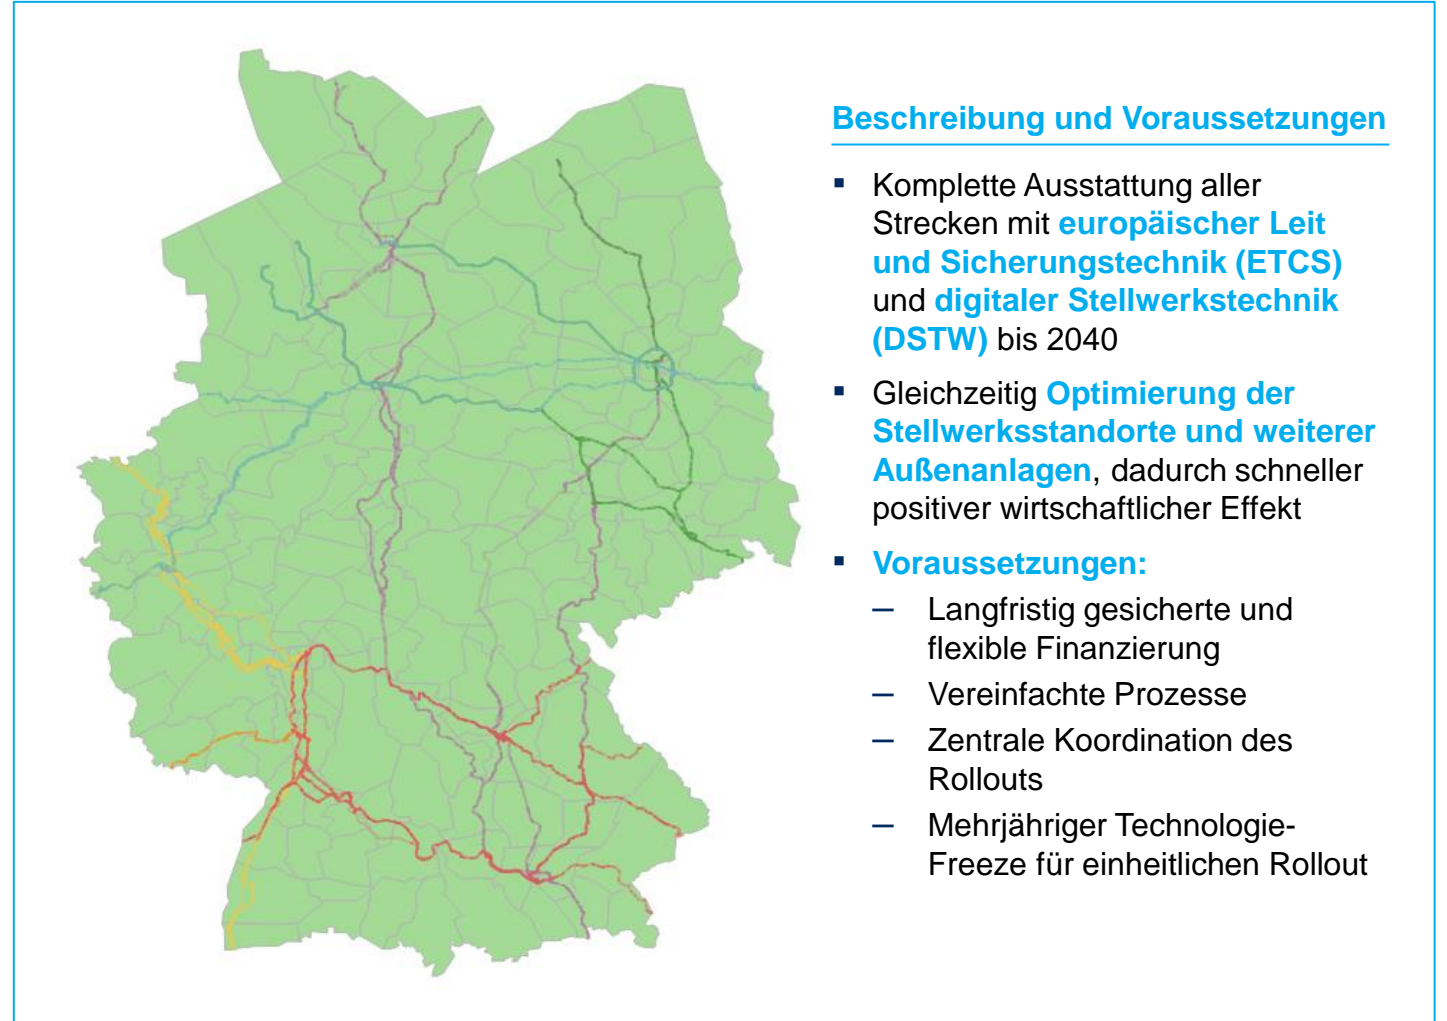 Beschreibung und Voraussetzungen
▪ Komplette Ausstattung aller
Strecken mit europäischer Leit
und Sicherungstechnik (ETCS)
und digitaler Stellwerkstechnik
(DSTW) bis 2040
▪ Gleichzeitig Optimierung der
Stellwerksstandorte und weiterer
Außenanlagen, dadurch schneller
positiver wirtschaftlicher Effekt
▪ Voraussetzungen:
– Langfristig gesicherte und
flexible Finanzierung
– Vereinfachte Prozesse
– Zentrale Koordination des
Rollouts
– Mehrjähriger Technologie-
Freeze für einheitlichen Rollout